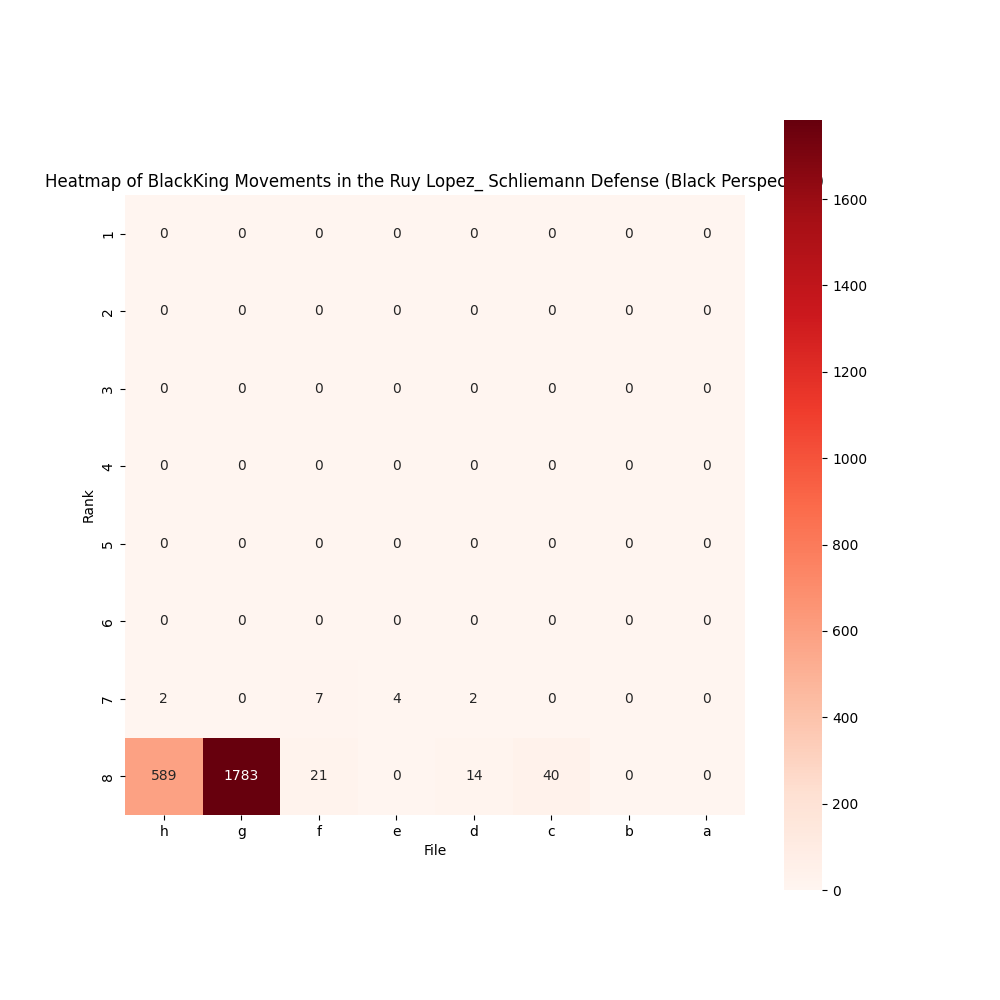 Heatmap of BlackKing Movements in the Ruy Lopez_ Schliemann Defense (Black
1 0 0 0 0 0 0 0 0
2 0 0 0 0 0 0 0 0
3 0 0 0 0 0 0 0 0
4 0 0 0 0 0 0 0 0
Rank
5 0 0 0 0 0 0 0 0
6 0 0 0 0 0 0 0 0
7 2 0 7 4 2 0 0 0
8 589 1783 21 0 14 40 0 0
h g f e d c b a
File
1600
1400
1200
1000
800
600
400
200
0